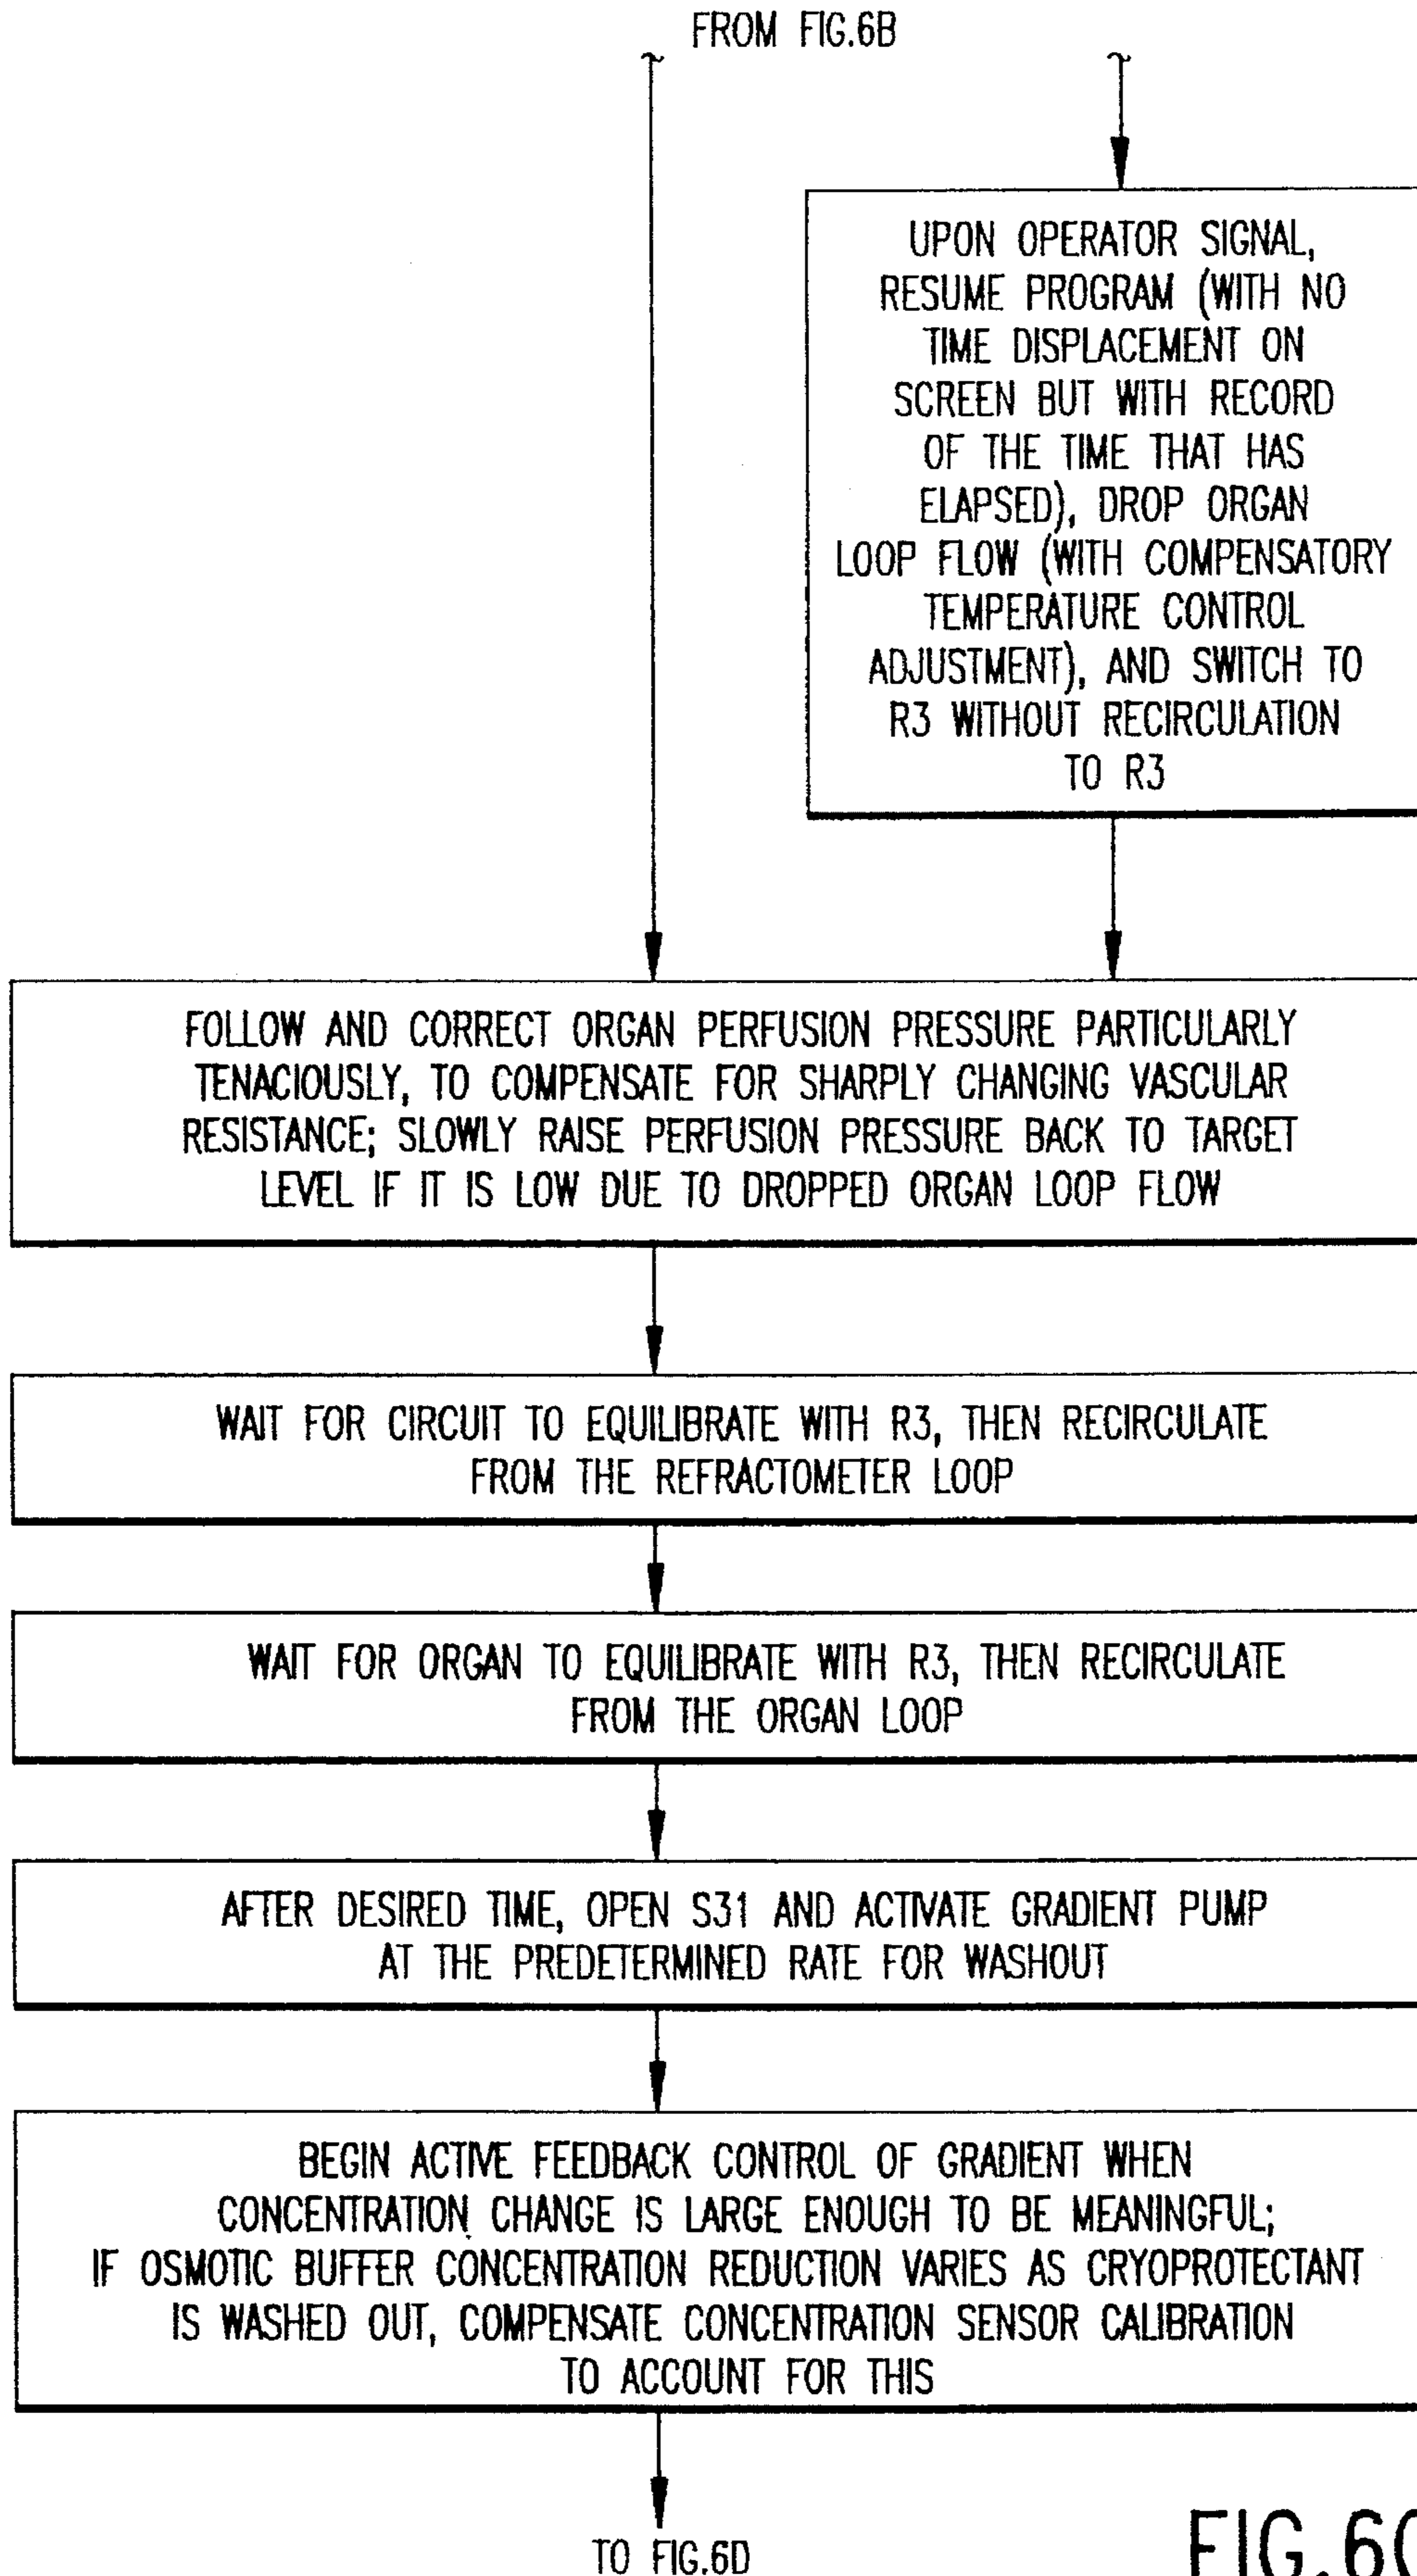 FROM FIG.6B
UPON OPERATOR SIGNAL,
RESUME PROGRAM (WITH NO
TIME DISPLACEMENT ON
SCREEN BUT WITH RECORD
OF THE TIME THAT HAS
ELAPSED), DROP ORGAN
LOOP FLOW (WITH COMPENSATORY
TEMPERATURE CONTROL
ADJUSTMENT), AND SWITCH TO
R3 WITHOUT RECIRCULATION
TO R3
FOLLOW AND CORRECT ORGAN PERFUSION PRESSURE PARTICULARLY
TENACIOUSLY, TO COMPENSATE FOR SHARPLY CHANGING VASCULAR
RESISTANCE; SLOWLY RAISE PERFUSION PRESSURE BACK TO TARGET
LEVEL IF IT IS LOW DUE TO DROPPED ORGAN LOOP FLOW
WAIT FOR CIRCUIT TO EQUILIBRATE WITH R3, THEN RECIRCULATE
FROM THE REFRACTOMETER LOOP
WAIT FOR ORGAN TO EQUILIBRATE WITH R3, THEN RECIRCULATE
FROM THE ORGAN LOOP
AFTER DESIRED TIME, OPEN S31 AND ACTIVATE GRADIENT PUMP
AT THE PREDETERMINED RATE FOR WASHOUT
BEGIN ACTIVE FEEDBACK CONTROL OF GRADIENT WHEN
CONCENTRATION CHANGE IS LARGE ENOUGH TO BE MEANINGFUL;
IF OSMOTIC BUFFER CONCENTRATION REDUCTION VARIES AS CRYOPROTECTANT
IS WASHED OUT, COMPENSATE CONCENTRATION SENSOR CALIBRATION
TO ACCOUNT FOR THIS
TO FIG.6D
FIG.6C